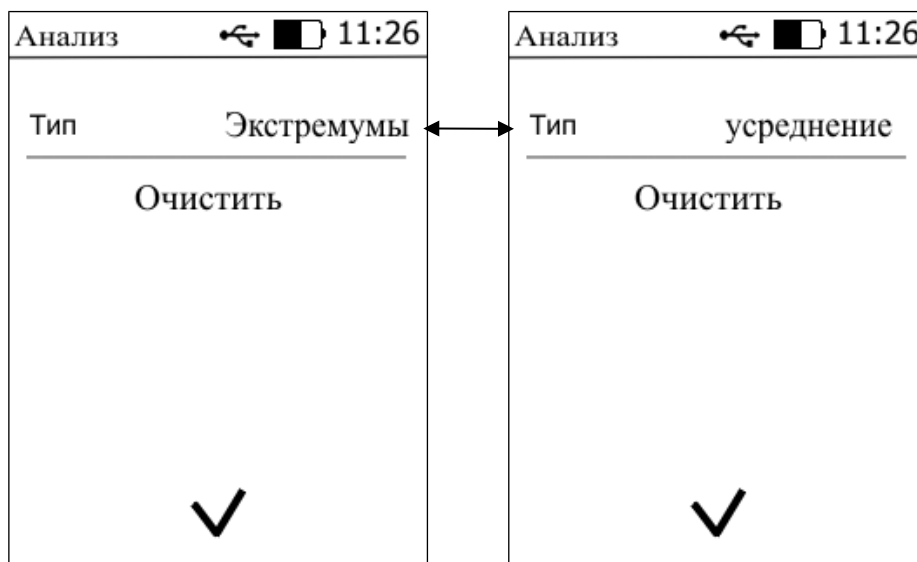 Анализ 11:26
Тип Экстремумы
Очистить
Анализ 11:26
Тип усреднение
Очистить